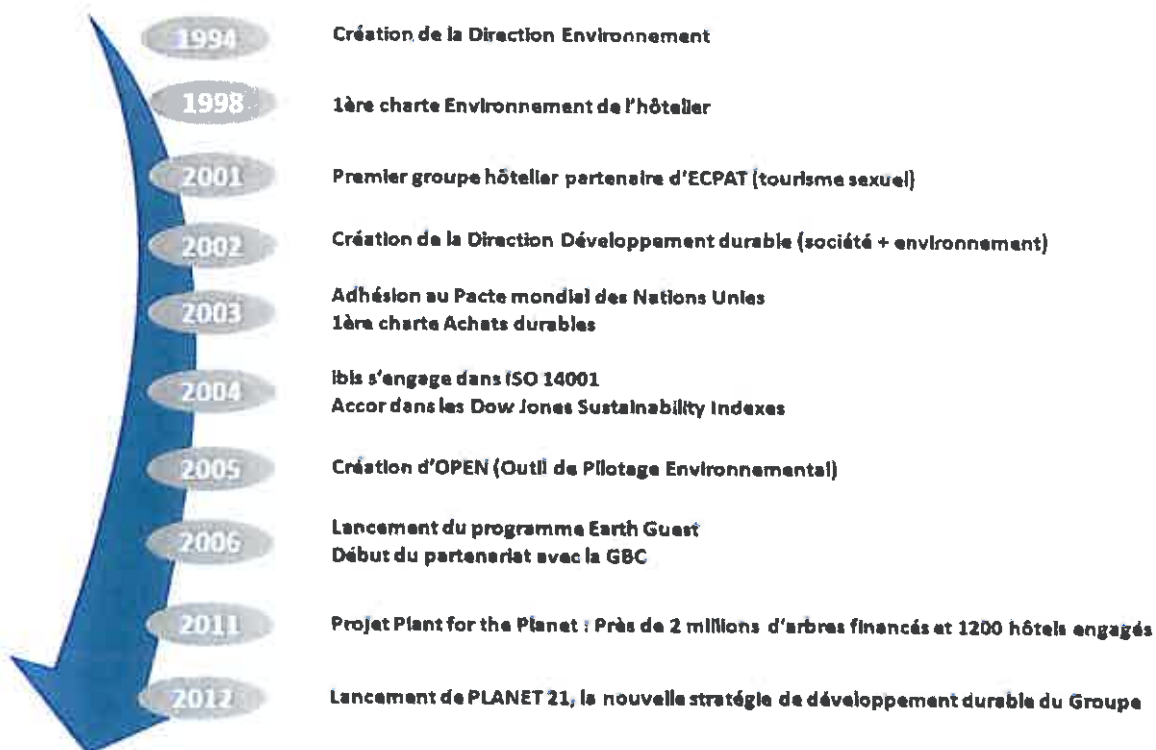 1994
Création de la Direction Environnement
1998
1ère charte Environnement de l'hôtelier
2001
Premier groupe hôtelier partenaire d'ECPAT (tourisme sexuel)
2002
Création de la Direction Développement durable (société + environnement)
2003
Adhésion au Pacte mondial des Nations Unies
1ère charte Achats durables
2004
ibis s'engage dans ISO 14001
Accor dans les Dow Jones Sustainability Indexes
2005
Création d'OPEN (Outil de Pilotage Environnemental)
2006
Lancement du programme Earth Guest
Début du partenariat avec la GBC
2011
Projet Plant for the Planet : Près de 2 millions d'arbres financés et 1200 hôtels engagés
2012
Lancement de PLANET 21, la nouvelle stratégie de développement durable du Groupe